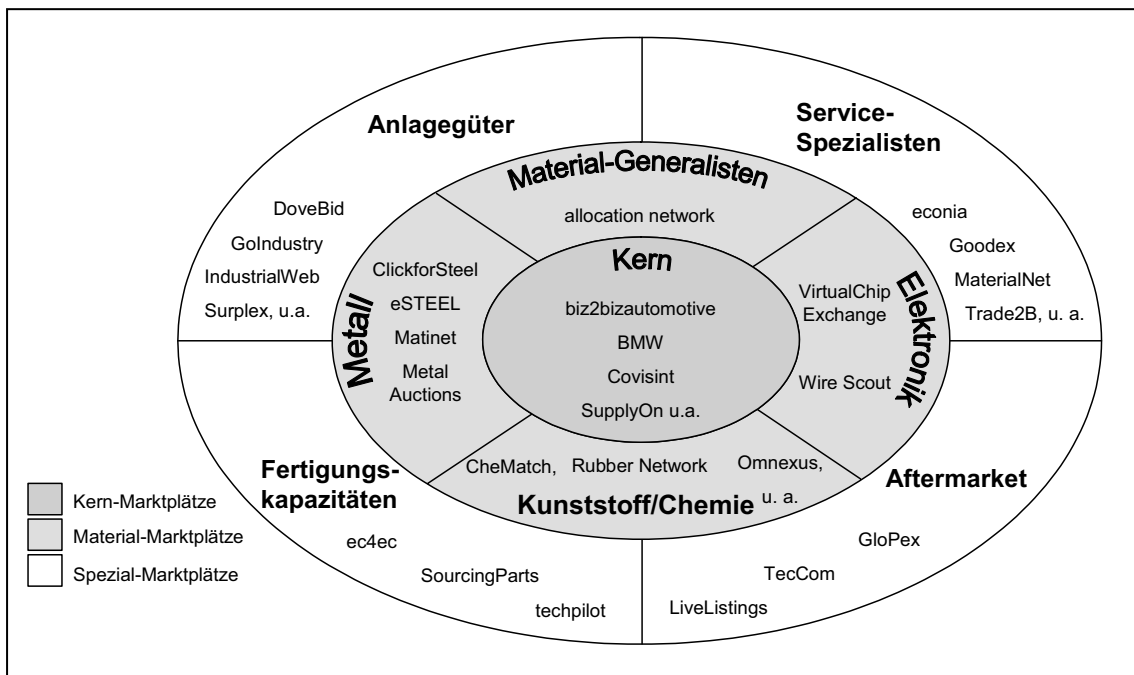 Anlagegüter
DoveBid
GoIndustry
IndustrialWeb
Surplex, u.a.
Service-
Spezialisten
econia
Goodex
MaterialNet
Trade2B, u. a.
Material-Generalisten
allocation network
Metall
ClickforSteel
eSTEEL
Matinet
Metal
Auctions
Kern
biz2bizautomotive
BMW
Covisint
SupplyOn u.a.
Elektronik
VirtualChip
Exchange
Wire Scout
CheMatch,
Rubber Network
Omnexus,
u. a.
Kunststoff/Chemie
Fertigungs-
kapazitäten
ec4ec
SourcingParts
techpilot
Aftermarket
GloPex
TecCom
LiveListings
Kern-Marktplätze
Material-Marktplätze
Spezial-Marktplätze